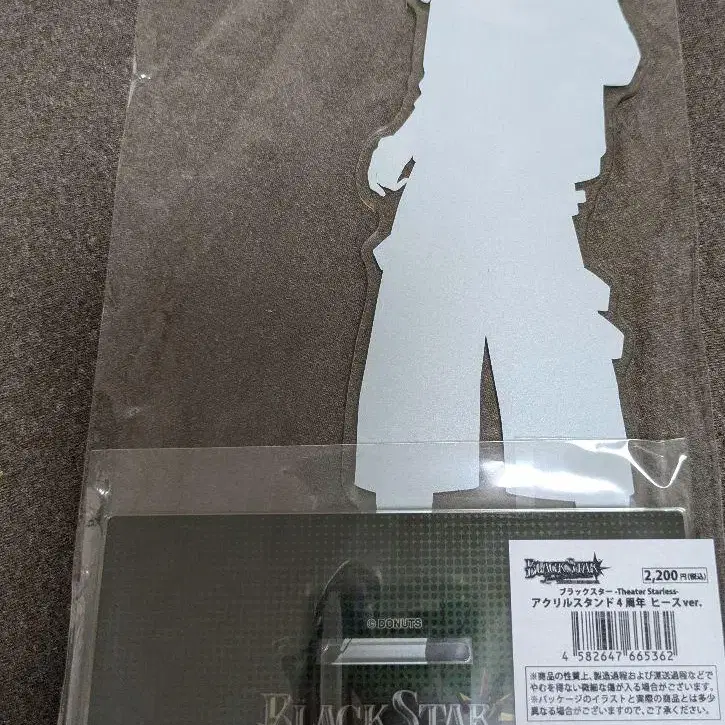 © DONUTS
BLACK STAR
BLACK STAR
2,200円(税込)
ブラックスター -Theater Starless-
アクリルスタンド4周年 ヒースver.
4 582647 665362
※商品の性質上、製造過程および運送過程などで
やむを得ない微細な傷が入る場合がございます。
※パッケージのイラストと実際の商品とは多少
異なる場合がございますので、ご了承ください。